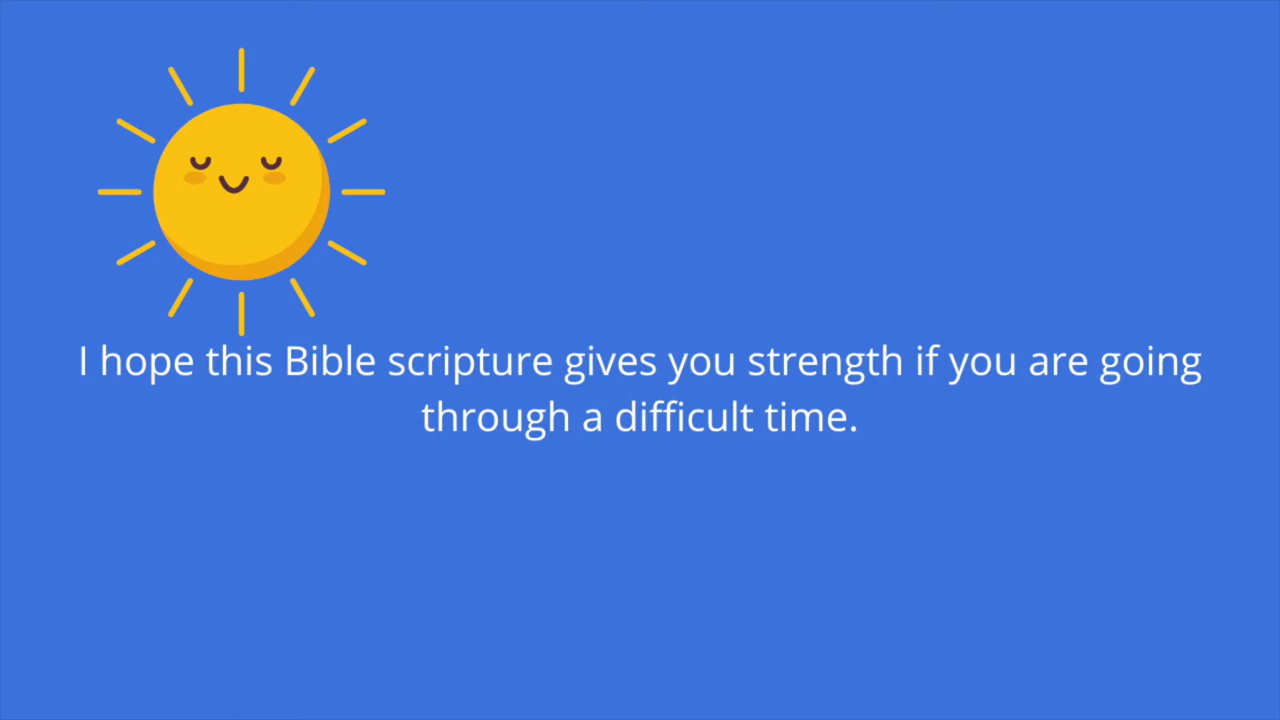 I hope this Bible scripture gives you strength if you are going
through a difficult time.